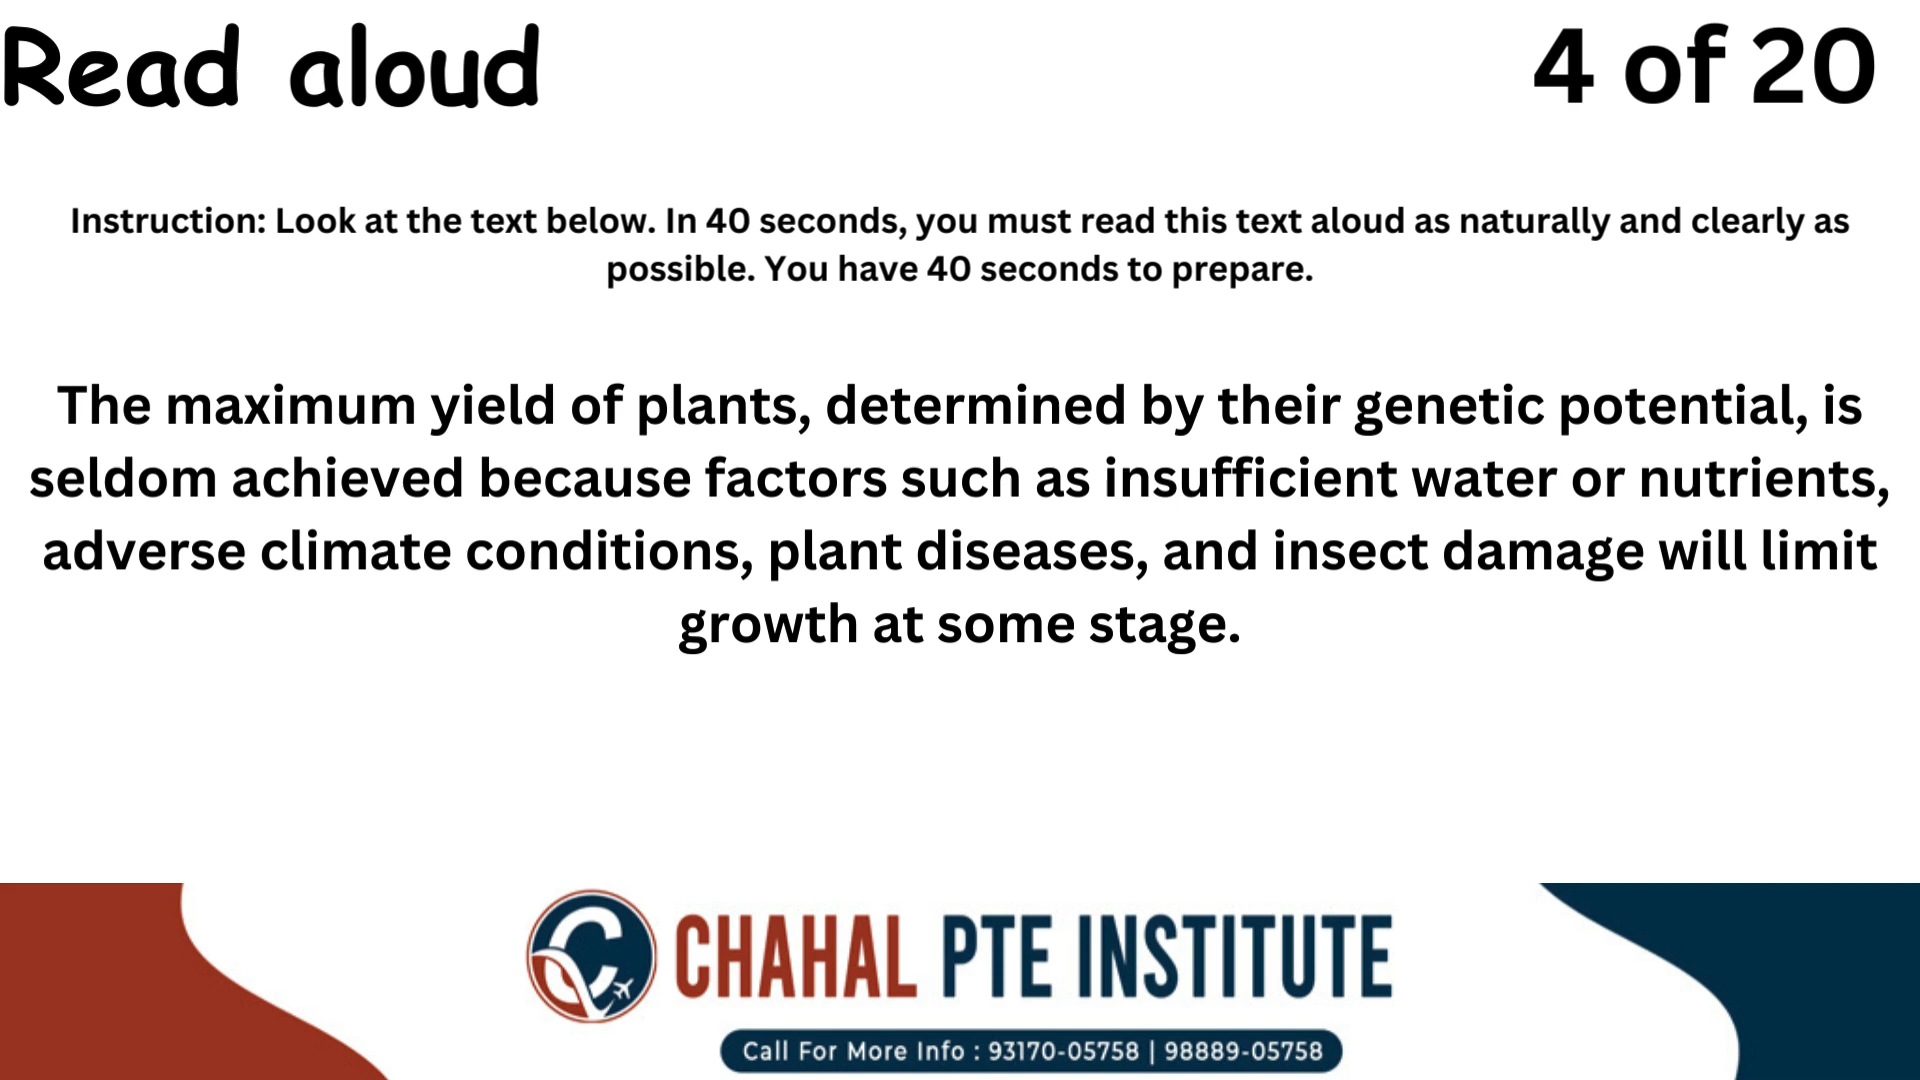 Read aloud
4 of 20
Instruction: Look at the text below. In 40 seconds, you must read this text aloud as naturally and clearly as
possible. You have 40 seconds to prepare.
The maximum yield of plants, determined by their genetic potential, is
seldom achieved because factors such as insufficient water or nutrients,
adverse climate conditions, plant diseases, and insect damage will limit
growth at some stage.
CHAHAL PTE INSTITUTE
Call For More Info : 93170-05758 | 98889-05758